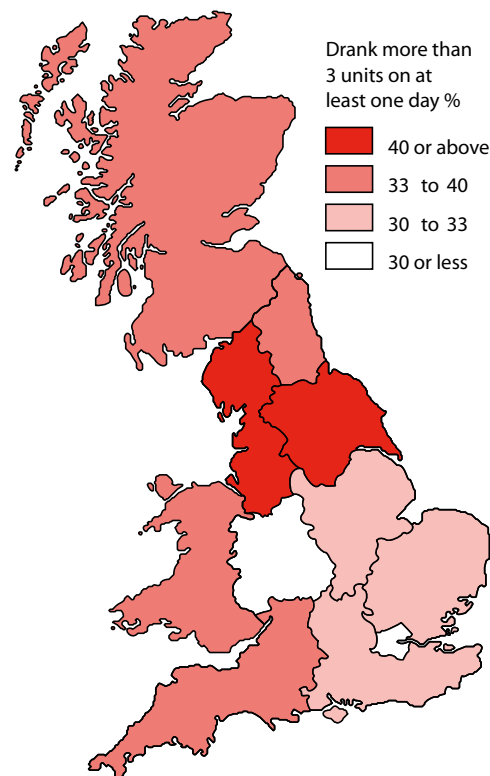 Drank more than
3 units on at
least one day %
40 or above
33 to 40
30 to 33
30 or less